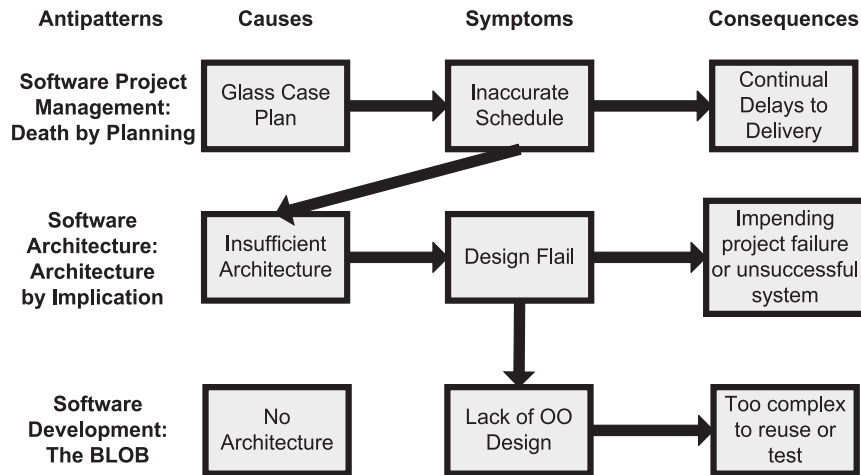 Antipatterns
Causes
Symptoms
Consequences
Software Project
Management:
Death by Planning
Glass Case
Plan
Inaccurate
Schedule
Continual
Delays to
Delivery
Software
Architecture:
Architecture
by Implication
Insufficient
Architecture
Design Flail
Impending
project failure
or unsuccessful
system
Software
Development:
The BLOB
No
Architecture
Lack of OO
Design
Too complex
to reuse or
test